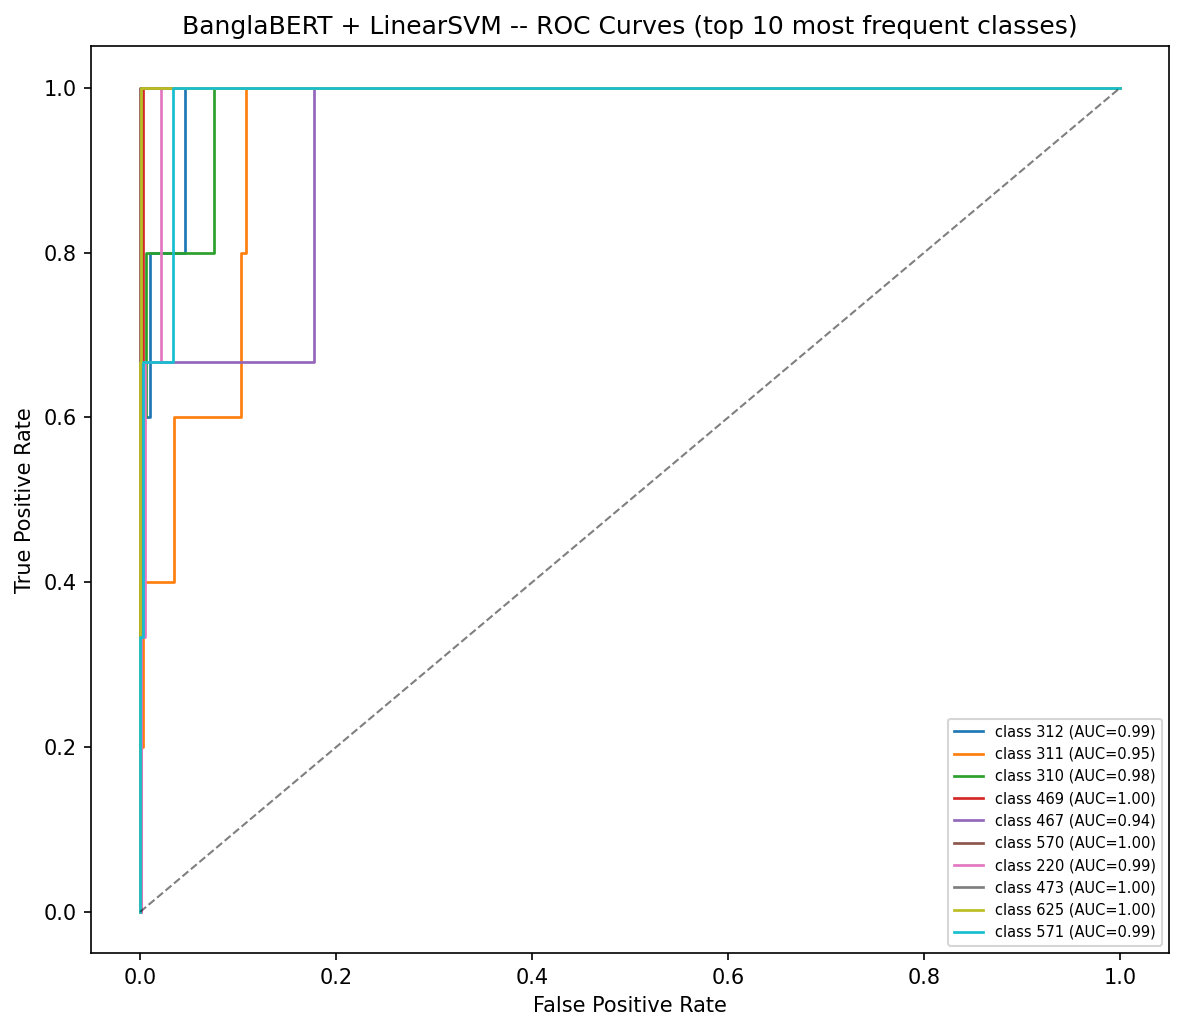 BanglaBERT + LinearSVM -- ROC Curves (top 10 most frequent classes)
1.0
0.8
0.6
0.4
0.2
0.0
True Positive Rate
0.0 0.2 0.4 0.6 0.8 1.0
False Positive Rate
class 312 (AUC=0.99)
class 311 (AUC=0.95)
class 310 (AUC=0.98)
class 469 (AUC=1.00)
class 467 (AUC=0.94)
class 570 (AUC=1.00)
class 220 (AUC=0.99)
class 473 (AUC=1.00)
class 625 (AUC=1.00)
class 571 (AUC=0.99)